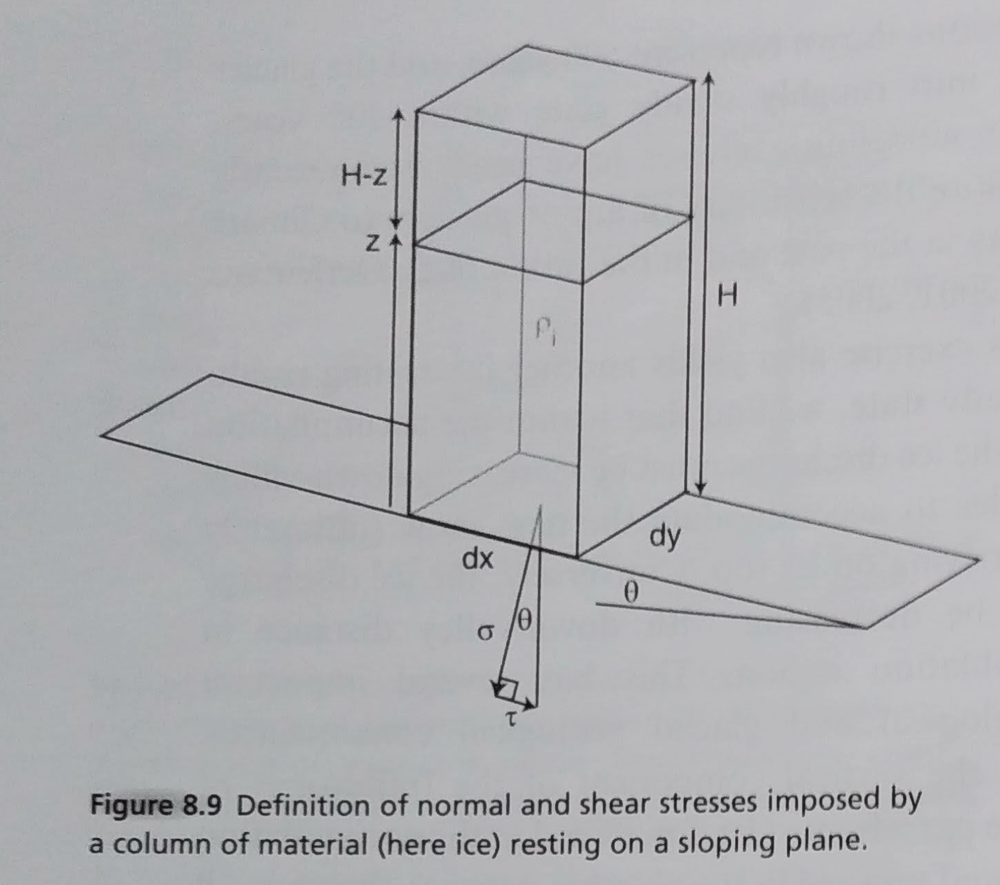 H-z
z
H
ρi
dx
dy
θ
σ
θ
τ
Figure 8.9 Definition of normal and shear stresses imposed by
a column of material (here ice) resting on a sloping plane.